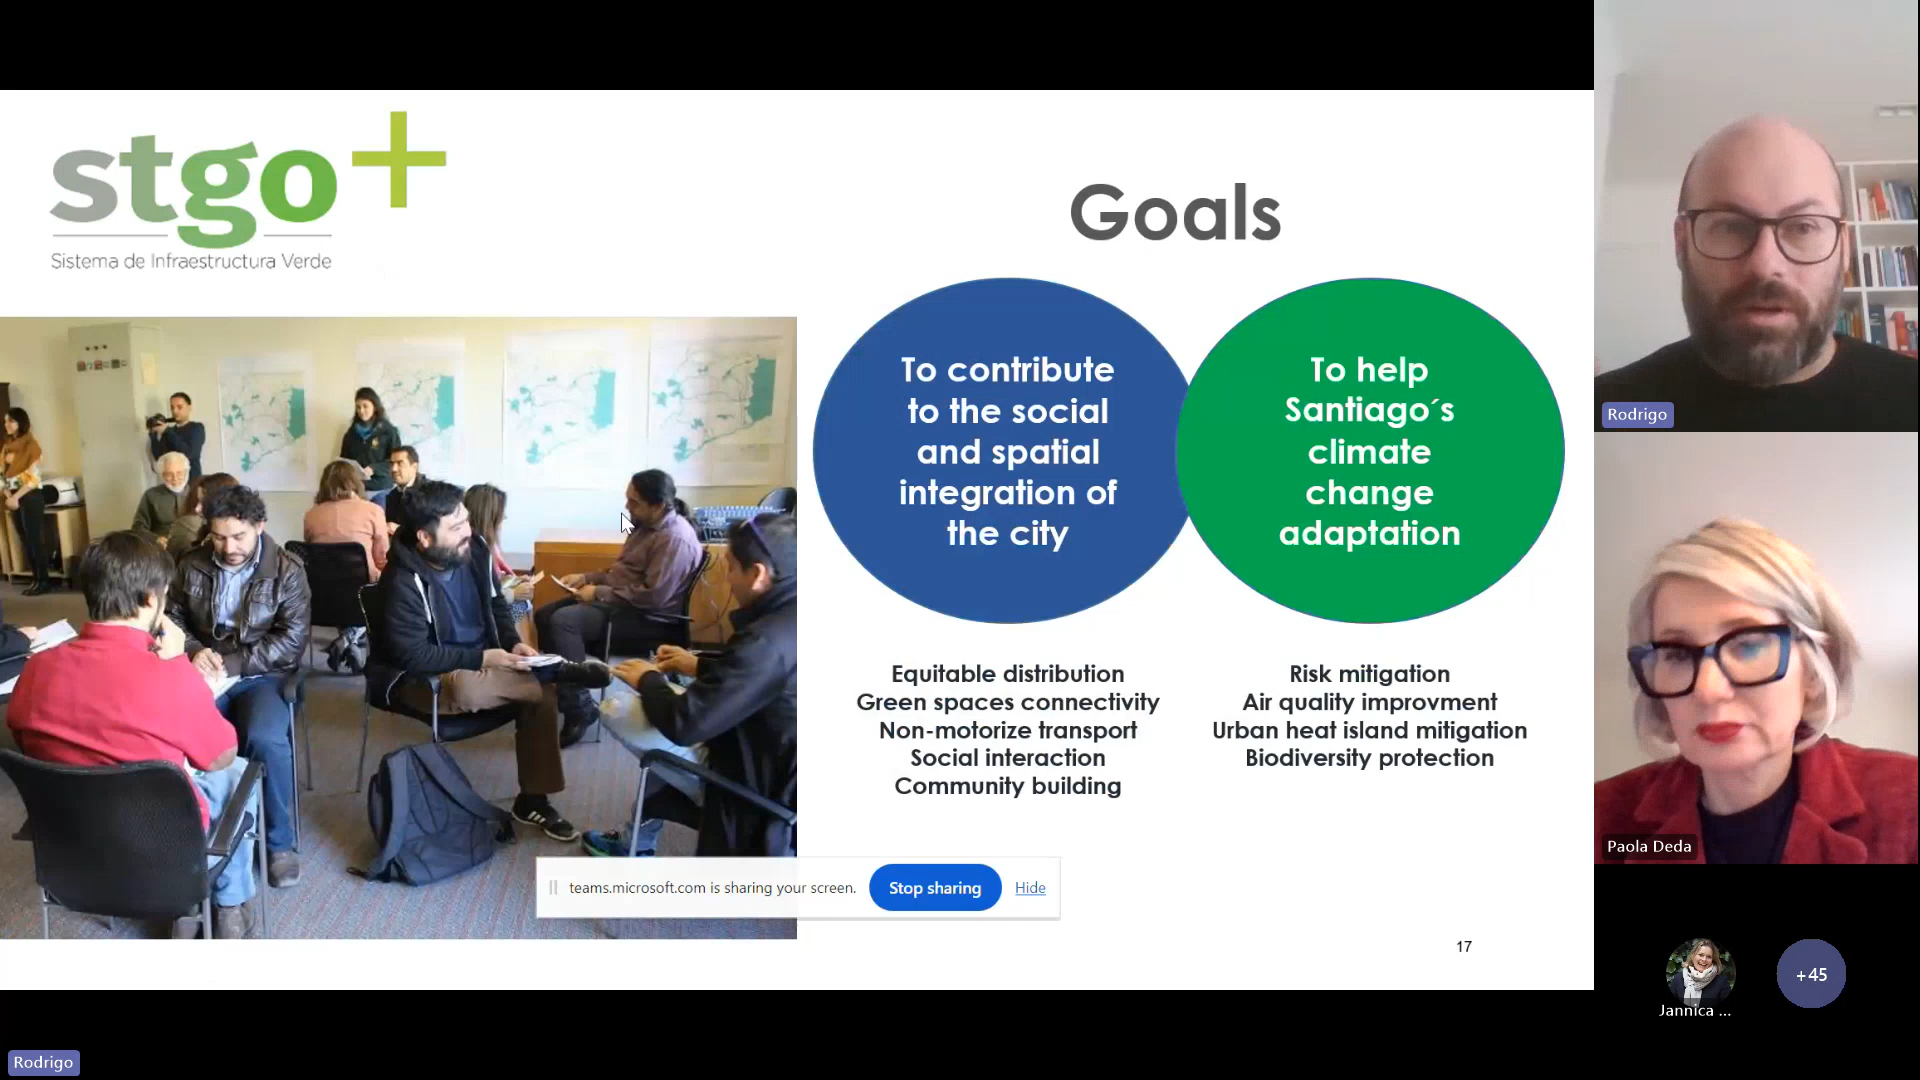 stgo+
Sistema de Infraestructura Verde
Goals
To contribute
to the social
and spatial
integration of
the city
To help
Santiago´s
climate
change
adaptation
Equitable distribution
Green spaces connectivity
Non-motorize transport
Social interaction
Community building
Risk mitigation
Air quality improvment
Urban heat island mitigation
Biodiversity protection
teams.microsoft.com is sharing your screen.
Stop sharing
Hide
17
Rodrigo
Paola Deda
Jannica ...
+45
Rodrigo